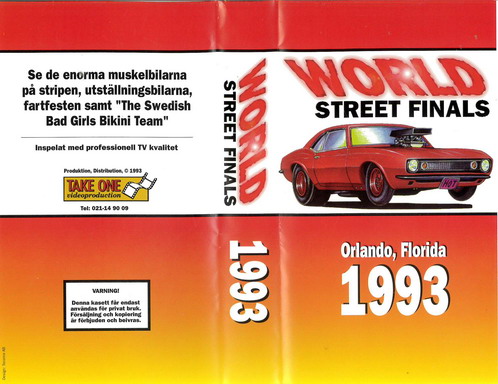 Se de enorma muskelbilarna
på stripen, utställningsbilarna,
fartfesten samt "The Swedish
Bad Girls Bikini Team"
Inspelat med professionell TV kvalitet
Produktion, Distribution, © 1993
TAKE ONE
videoproduction
Tel: 021-14 90 09
VARNING!
Denna kasett får endast
användas för privat bruk.
Försäljning och kopiering
är förbjuden och beivras.
WORLD
STREET FINALS
1993
WORLD
STREET FINALS
Orlando, Florida
1993